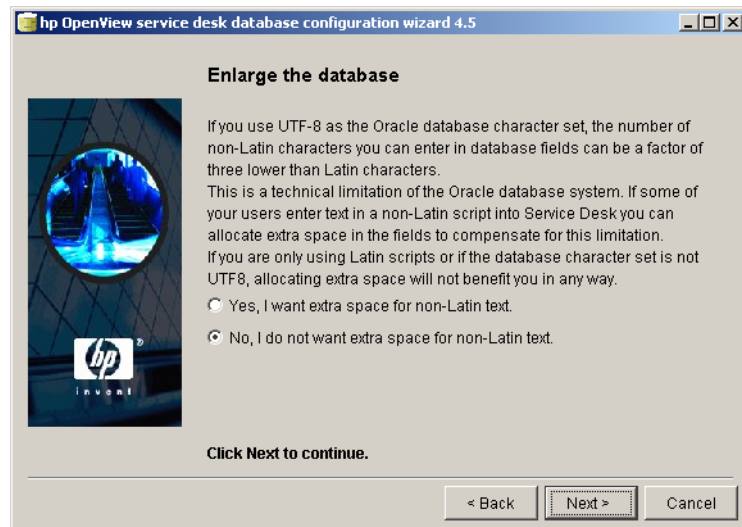 hp OpenView service desk database configuration wizard 4.5
Enlarge the database
If you use UTF-8 as the Oracle database character set, the number of
non-Latin characters you can enter in database fields can be a factor of
three lower than Latin characters.
This is a technical limitation of the Oracle database system. If some of
your users enter text in a non-Latin script into Service Desk you can
allocate extra space in the fields to compensate for this limitation.
If you are only using Latin scripts or if the database character set is not
UTF8, allocating extra space will not benefit you in any way.
Yes, I want extra space for non-Latin text.
No, I do not want extra space for non-Latin text.
hp ®
invent
Click Next to continue.
< Back Next > Cancel